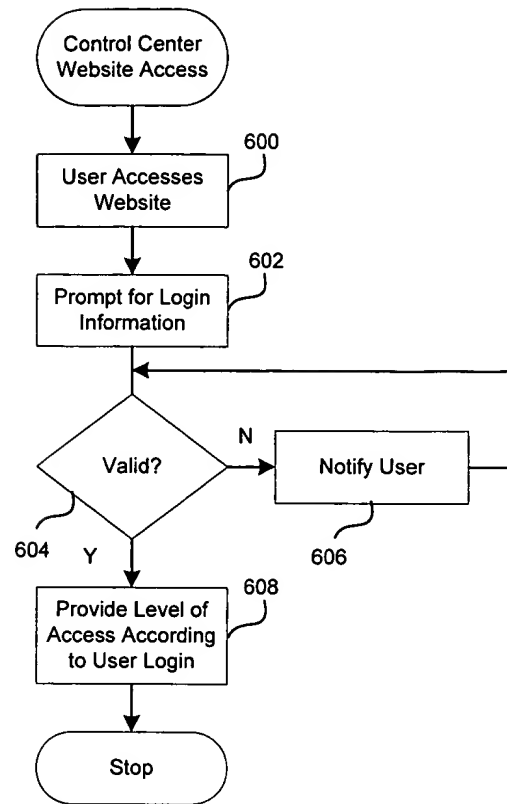 Control Center
Website Access
600
User Accesses
Website
602
Prompt for Login
Information
N
Valid?
Notify User
604
606
Y
608
Provide Level of
Access According
to User Login
Stop